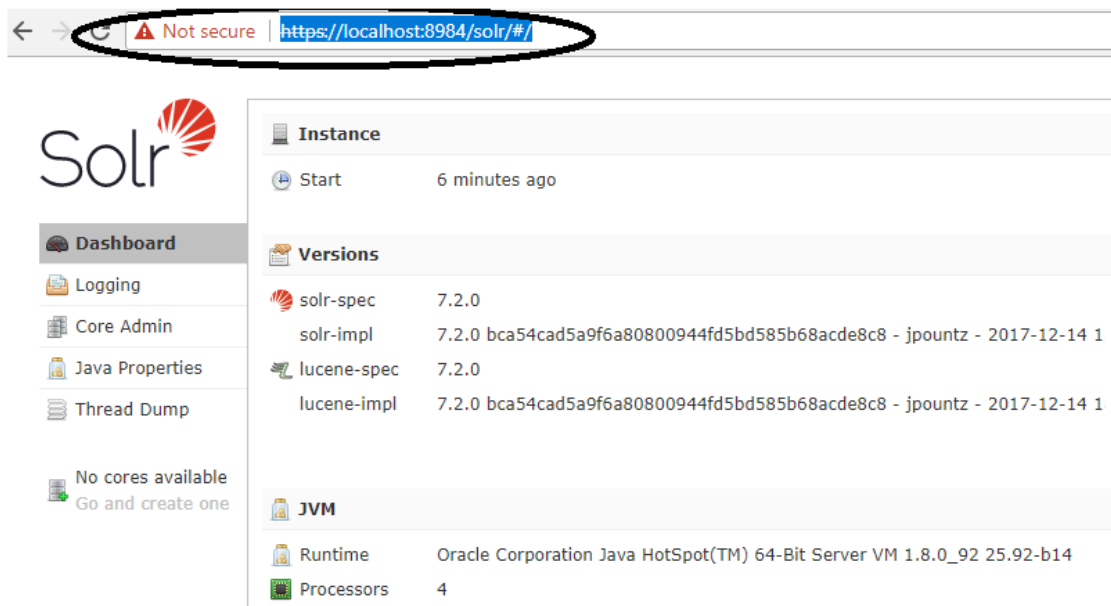 Not secure | https://localhost:8984/solr/#/
Solr
Dashboard
Logging
Core Admin
Java Properties
Thread Dump
No cores available
Go and create one
Instance
Start 6 minutes ago
Versions
solr-spec 7.2.0
solr-impl 7.2.0 bca54cad5a9f6a80800944fd5bd585b68acde8c8 - jpountz - 2017-12-14 1
lucene-spec 7.2.0
lucene-impl 7.2.0 bca54cad5a9f6a80800944fd5bd585b68acde8c8 - jpountz - 2017-12-14 1
JVM
Runtime Oracle Corporation Java HotSpot(TM) 64-Bit Server VM 1.8.0_92 25.92-b14
Processors 4